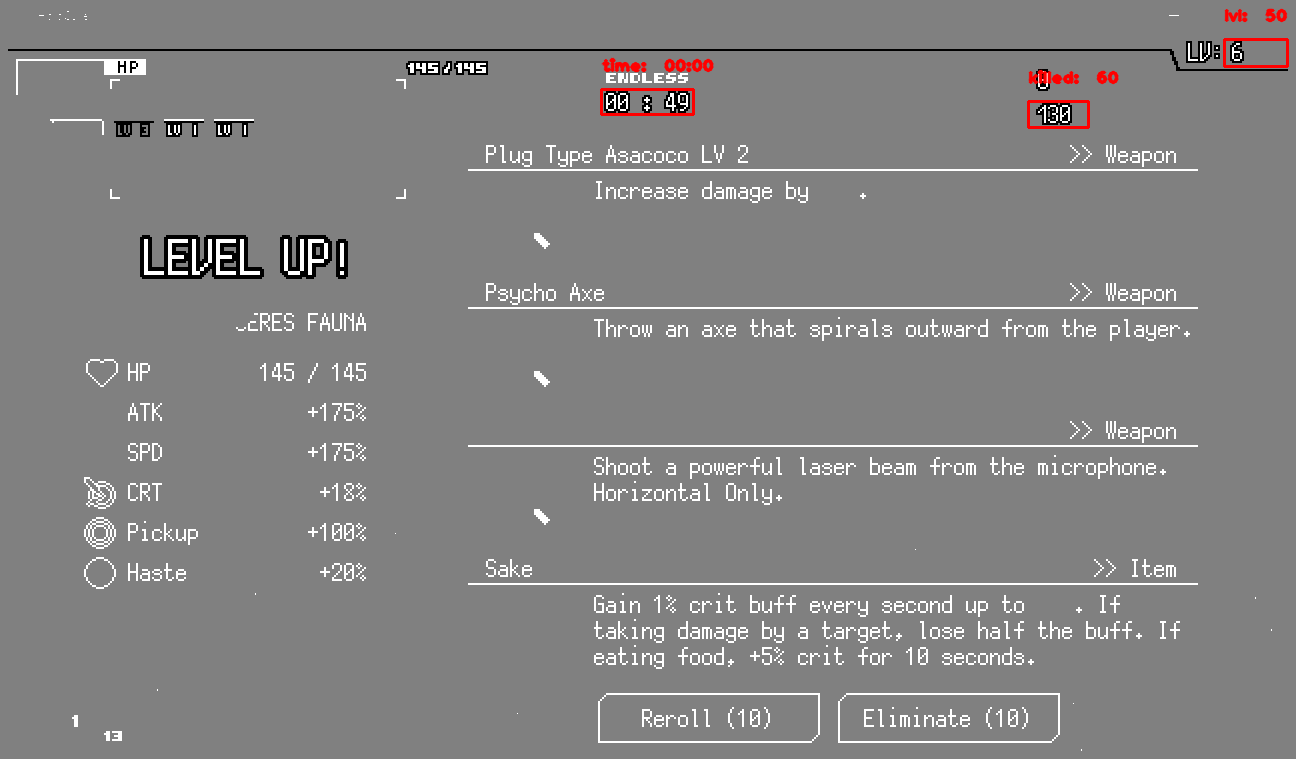 lvl: 50
LV: 6
HP
145/145
time: 00:00
ENDLESS
00 : 49
killed: 60
130
LV 3 LV 1 LV 1
Plug Type Asacoco LV 2 >> Weapon
Increase damage by .
LEVEL UP!
Psycho Axe >> Weapon
Throw an axe that spirals outward from the player.
CERES FAUNA
HP 145 / 145
ATK +175%
SPD +175%
CRT +18%
Pickup +100%
Haste +20%
>> Weapon
Shoot a powerful laser beam from the microphone.
Horizontal Only.
Sake >> Item
Gain 1% crit buff every second up to . If
taking damage by a target, lose half the buff. If
eating food, +5% crit for 10 seconds.
Reroll (10) Eliminate (10)
1
13